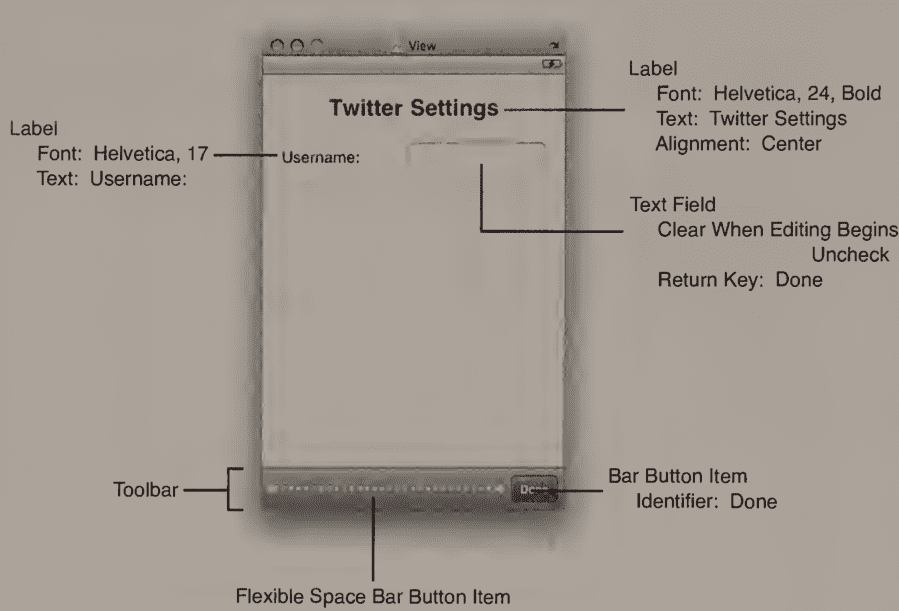 View
Twitter Settings
Username:
Label
Font: Helvetica, 24, Bold
Text: Twitter Settings
Alignment: Center
Label
Font: Helvetica, 17
Text: Username:
Text Field
Clear When Editing Begins
Uncheck
Return Key: Done
Toolbar
Done
Bar Button Item
Identifier: Done
Flexible Space Bar Button Item